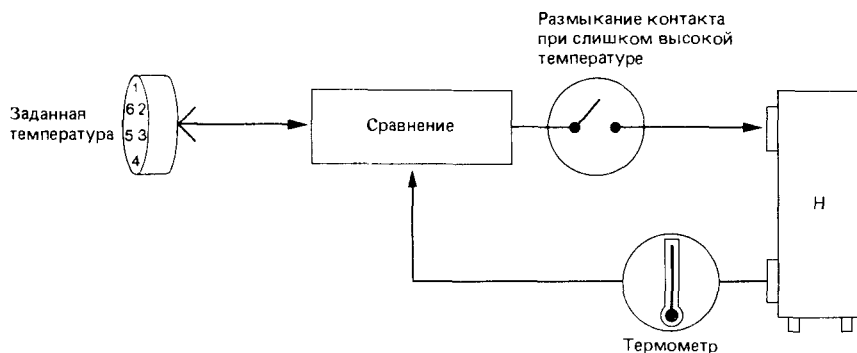 Размыкание контакта
при слишком высокой
температуре
Заданная
температура
1
6 2
5 3
4
Сравнение
Н
Термометр